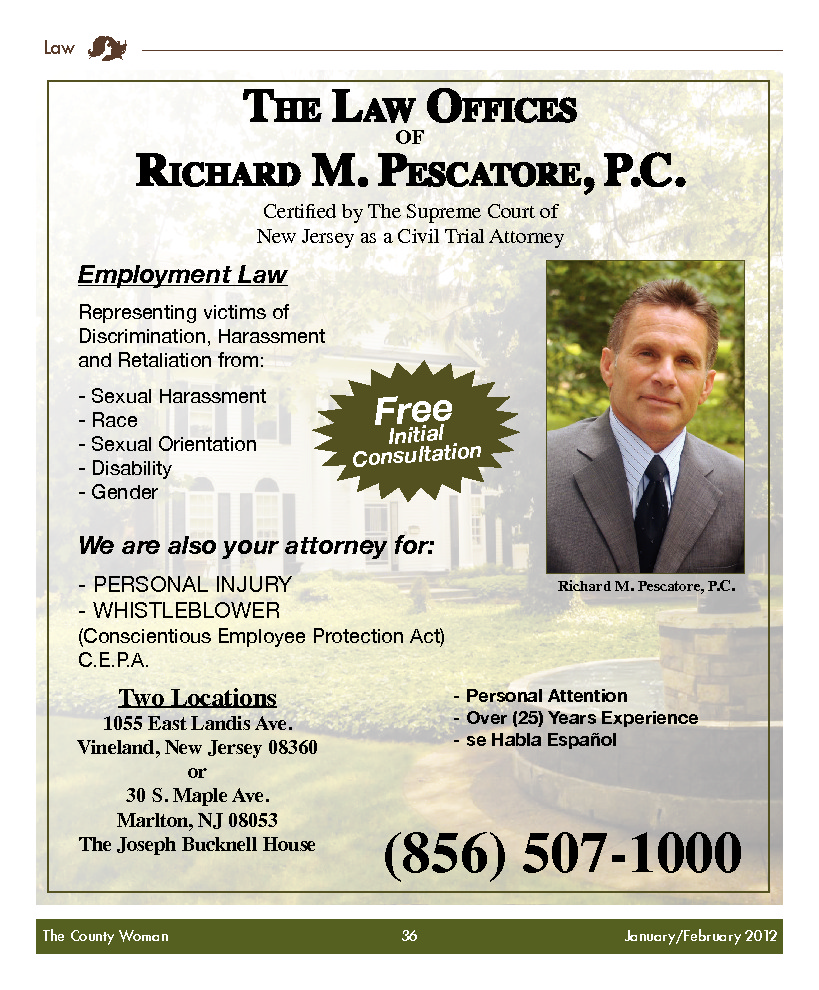 Law
THE LAW OFFICES
OF
RICHARD M. PESCATORE, P.C.
Certified by The Supreme Court of
New Jersey as a Civil Trial Attorney
Employment Law
Representing victims of
Discrimination, Harassment
and Retaliation from:
- Sexual Harassment
- Race
- Sexual Orientation
- Disability
- Gender
Free
Initial
Consultation
Richard M. Pescatore, P.C.
We are also your attorney for:
- PERSONAL INJURY
- WHISTLEBLOWER
(Conscientious Employee Protection Act)
C.E.P.A.
Two Locations
1055 East Landis Ave.
Vineland, New Jersey 08360
or
30 S. Maple Ave.
Marlton, NJ 08053
The Joseph Bucknell House
- Personal Attention
- Over (25) Years Experience
- se Habla Español
(856) 507-1000
The County Woman
36
January/February 2012